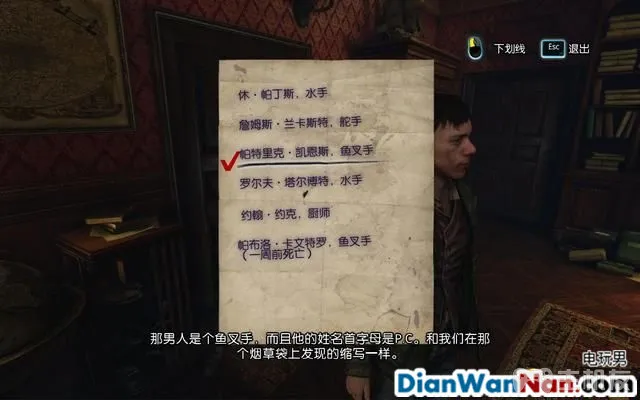 下划线 Esc 退出
休·帕丁斯，水手
詹姆斯·兰卡斯特，舵手
帕特里克·凯恩斯，鱼叉手
罗尔夫·塔尔博特，水手
约翰·约克，厨师
帕布洛·卡文特罗，鱼叉手
（一周前死亡）
那男人是个鱼叉手，而且他的姓名首字母是P.C。和我们在那
个烟草袋上发现的缩写一样。
电玩男
DianWanNan.com